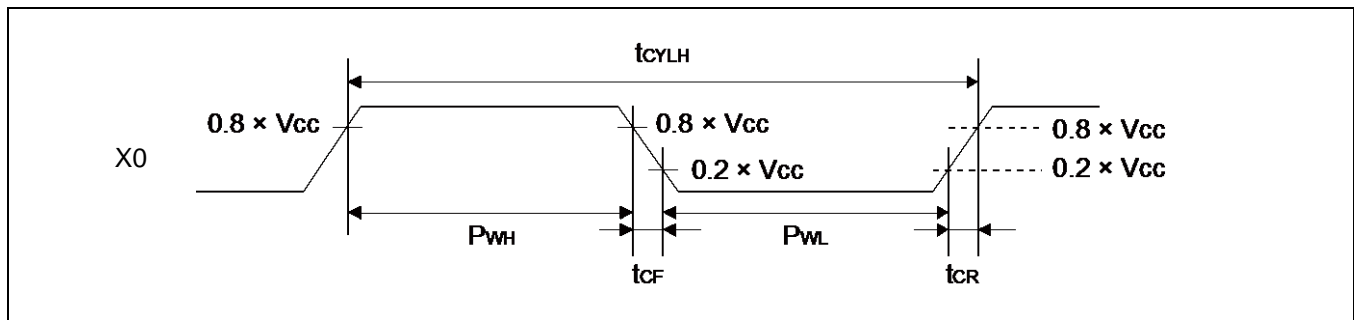 tCYLH
0.8 × VCC
0.8 × VCC
0.8 × VCC
X0
0.2 × VCC
0.2 × VCC
PWH
PWL
tCF
tCR